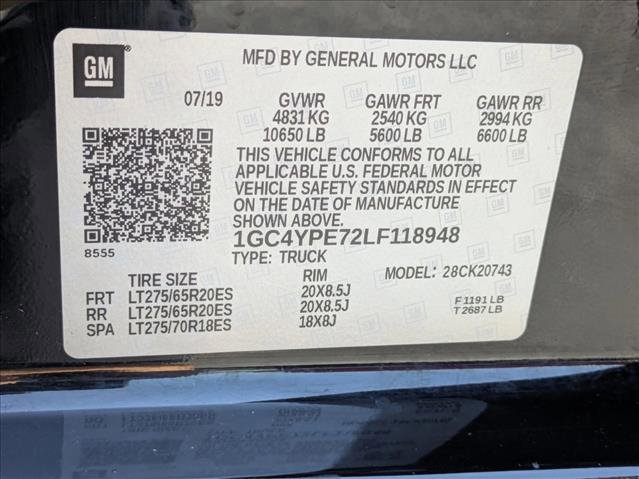 GM
MFD BY GENERAL MOTORS LLC
07/19 GVWR GAWR FRT GAWR RR
4831 KG 2540 KG 2994 KG
10650 LB 5600 LB 6600 LB
THIS VEHICLE CONFORMS TO ALL
APPLICABLE U.S. FEDERAL MOTOR
VEHICLE SAFETY STANDARDS IN EFFECT
ON THE DATE OF MANUFACTURE
SHOWN ABOVE.
8555
1GC4YPE72LF118948
TYPE: TRUCK
TIRE SIZE RIM MODEL: 28CK20743
FRT LT275/65R20ES 20X8.5J
RR LT275/65R20ES 20X8.5J
SPA LT275/70R18ES 18X8J
F 1191 LB
T 2687 LB